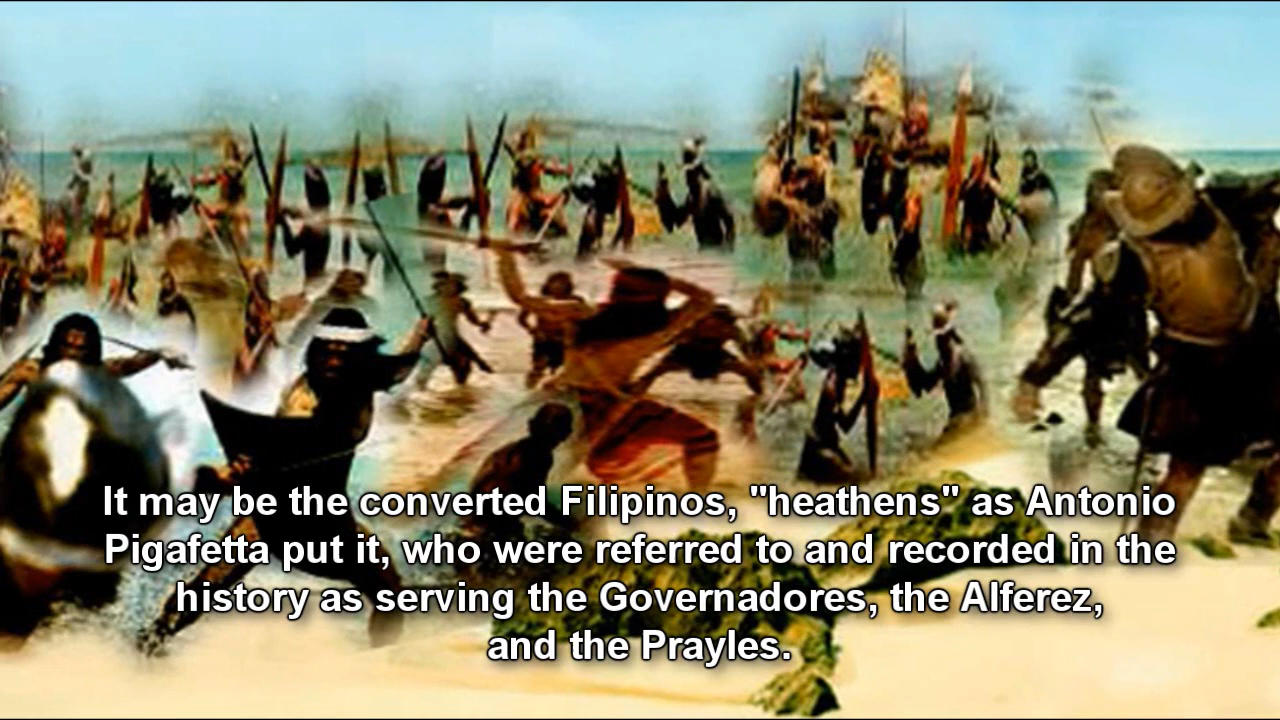 It may be the converted Filipinos, "heathens" as Antonio
Pigafetta put it, who were referred to and recorded in the
history as serving the Governadores, the Alferez,
and the Prayles.